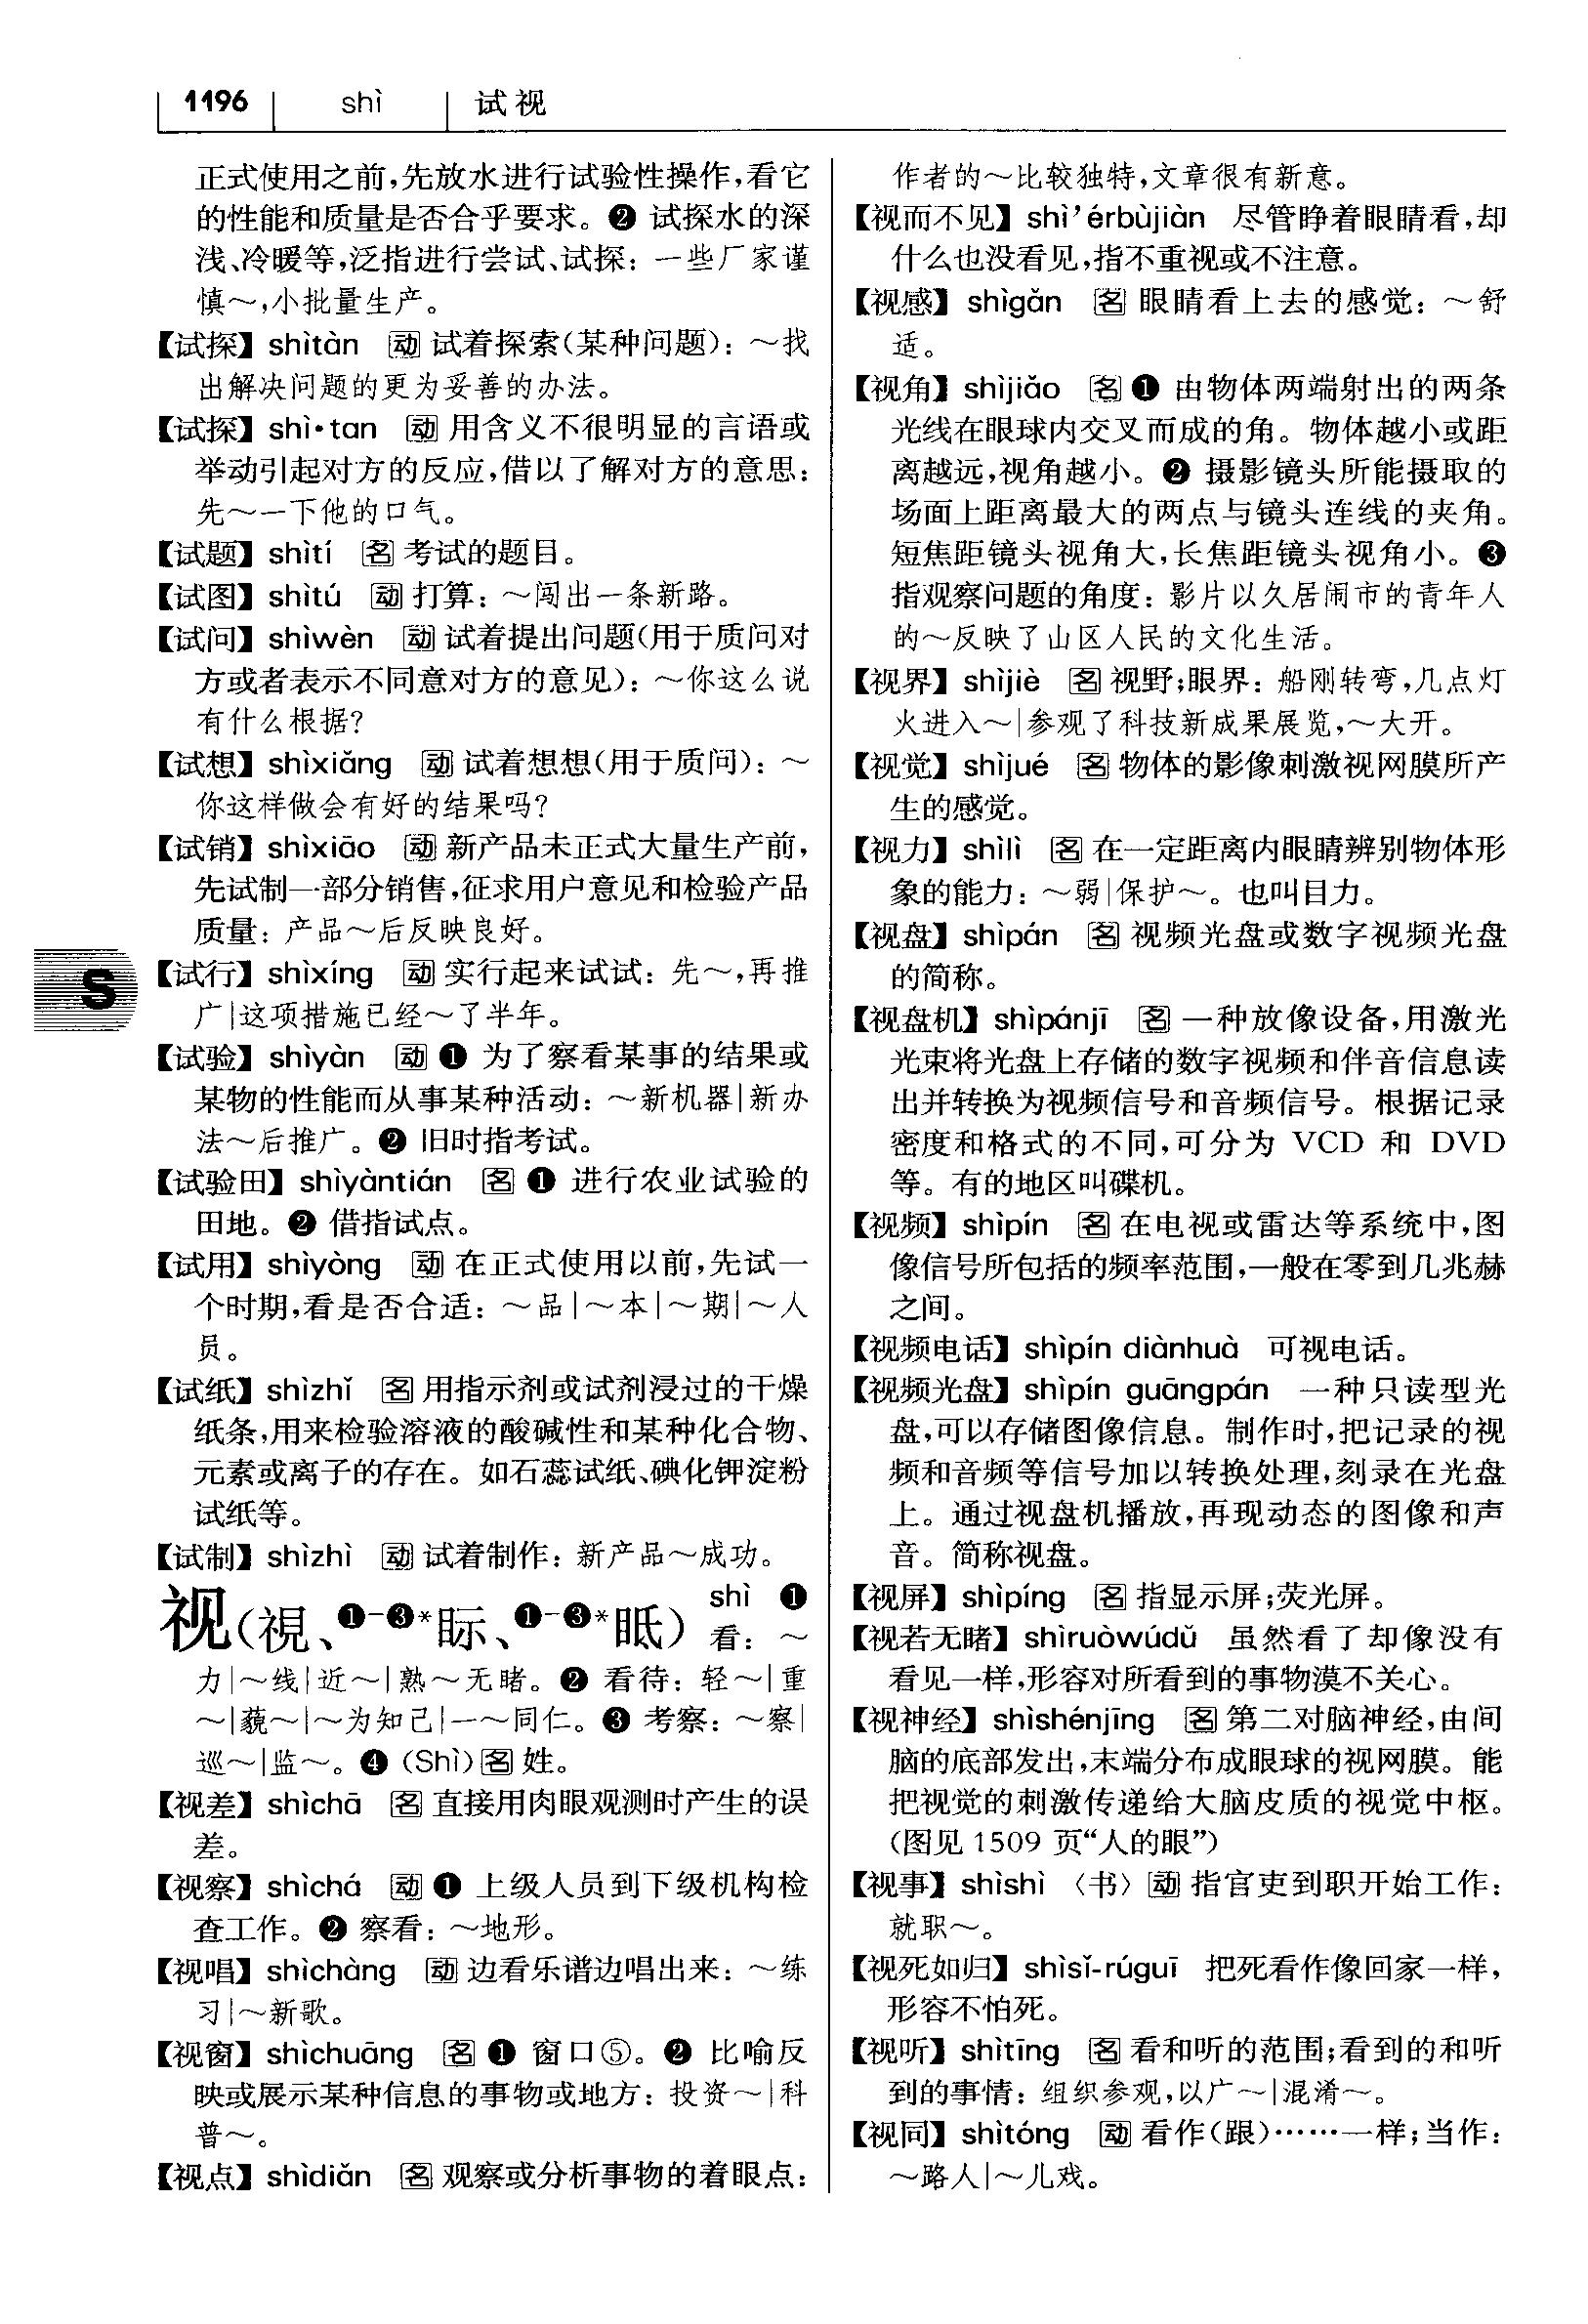 1196 shì 试视
正式使用之前,先放水进行试验性操作,看它
的性能和质量是否合乎要求。❷ 试探水的深
浅、冷暖等,泛指进行尝试、试探：一些厂家谨
慎～,小批量生产。
【试探】shìtàn 动 试着探索(某种问题)：～找
出解决问题的更为妥善的办法。
【试探】shì•tan 动 用含义不很明显的言语或
举动引起对方的反应,借以了解对方的意思：
先～一下他的口气。
【试题】shìtí 名 考试的题目。
【试图】shìtú 动 打算：～闯出一条新路。
【试问】shìwèn 动 试着提出问题(用于质问对
方或者表示不同意对方的意见)：～你这么说
有什么根据?
【试想】shìxiǎng 动 试着想想(用于质问)：～
你这样做会有好的结果吗?
【试销】shìxiāo 动 新产品未正式大量生产前,
先试制一部分销售,征求用户意见和检验产品
质量：产品～后反映良好。
S
【试行】shìxíng 动 实行起来试试：先～,再推
广|这项措施已经～了半年。
【试验】shìyàn 动 ❶ 为了察看某事的结果或
某物的性能而从事某种活动：～新机器|新办
法～后推广。❷ 旧时指考试。
【试验田】shìyàntián 名 ❶ 进行农业试验的
田地。❷ 借指试点。
【试用】shìyòng 动 在正式使用以前,先试一
个时期,看是否合适：～品|～本|～期|～人
员。
【试纸】shìzhǐ 名 用指示剂或试剂浸过的干燥
纸条,用来检验溶液的酸碱性和某种化合物、
元素或离子的存在。如石蕊试纸、碘化钾淀粉
试纸等。
【试制】shìzhì 动 试着制作：新产品～成功。
视(視、❶-❸*眎、❶-❸*眡) shì ❶
看：～
力|～线|近～|熟～无睹。❷ 看待：轻～|重
～|藐～|～为知己|一～同仁。❸ 考察：～察|
巡～|监～。❹ (Shì)名 姓。
【视差】shìchā 名 直接用肉眼观测时产生的误
差。
【视察】shìchá 动 ❶ 上级人员到下级机构检
查工作。❷ 察看：～地形。
【视唱】shìchàng 动 边看乐谱边唱出来：～练
习|～新歌。
【视窗】shìchuāng 名 ❶ 窗口⑤。❷ 比喻反
映或展示某种信息的事物或地方：投资～|科
普～。
【视点】shìdiǎn 名 观察或分析事物的着眼点：
作者的～比较独特,文章很有新意。
【视而不见】shì’érbùjiàn 尽管睁着眼睛看,却
什么也没看见,指不重视或不注意。
【视感】shìgǎn 名 眼睛看上去的感觉：～舒
适。
【视角】shìjiǎo 名 ❶ 由物体两端射出的两条
光线在眼球内交叉而成的角。物体越小或距
离越远,视角越小。❷ 摄影镜头所能摄取的
场面上距离最大的两点与镜头连线的夹角。
短焦距镜头视角大,长焦距镜头视角小。❸
指观察问题的角度：影片以久居闹市的青年人
的～反映了山区人民的文化生活。
【视界】shìjiè 名 视野;眼界：船刚转弯,几点灯
火进入～|参观了科技新成果展览,～大开。
【视觉】shìjué 名 物体的影像刺激视网膜所产
生的感觉。
【视力】shìlì 名 在一定距离内眼睛辨别物体形
象的能力：～弱|保护～。也叫目力。
【视盘】shìpán 名 视频光盘或数字视频光盘
的简称。
【视盘机】shìpánjī 名 一种放像设备,用激光
光束将光盘上存储的数字视频和伴音信息读
出并转换为视频信号和音频信号。根据记录
密度和格式的不同,可分为 VCD 和 DVD
等。有的地区叫碟机。
【视频】shìpín 名 在电视或雷达等系统中,图
像信号所包括的频率范围,一般在零到几兆赫
之间。
【视频电话】shìpín diànhuà 可视电话。
【视频光盘】shìpín guāngpán 一种只读型光
盘,可以存储图像信息。制作时,把记录的视
频和音频等信号加以转换处理,刻录在光盘
上。通过视盘机播放,再现动态的图像和声
音。简称视盘。
【视屏】shìpíng 名 指显示屏;荧光屏。
【视若无睹】shìruòwúdǔ 虽然看了却像没有
看见一样,形容对所看到的事物漠不关心。
【视神经】shìshénjīng 名 第二对脑神经,由间
脑的底部发出,末端分布成眼球的视网膜。能
把视觉的刺激传递给大脑皮质的视觉中枢。
(图见 1509 页“人的眼”)
【视事】shìshì 〈书〉动 指官吏到职开始工作：
就职～。
【视死如归】shìsǐ-rúguī 把死看作像回家一样,
形容不怕死。
【视听】shìtīng 名 看和听的范围;看到的和听
到的事情：组织参观,以广～|混淆～。
【视同】shìtóng 动 看作(跟)……一样;当作：
～路人|～儿戏。